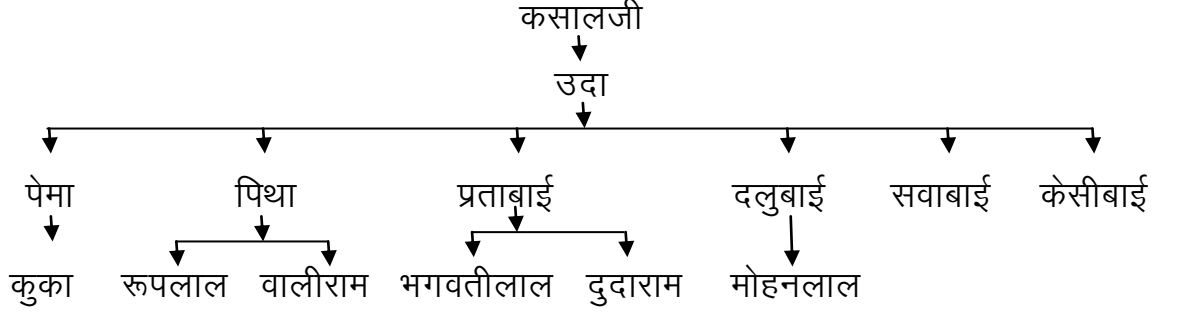 कसालजी
उदा
पेमा पिथा प्रताबाई दलुबाई सवाबाई केसीबाई
कुका रूपलाल वालीराम भगवतीलाल दुदाराम मोहनलाल